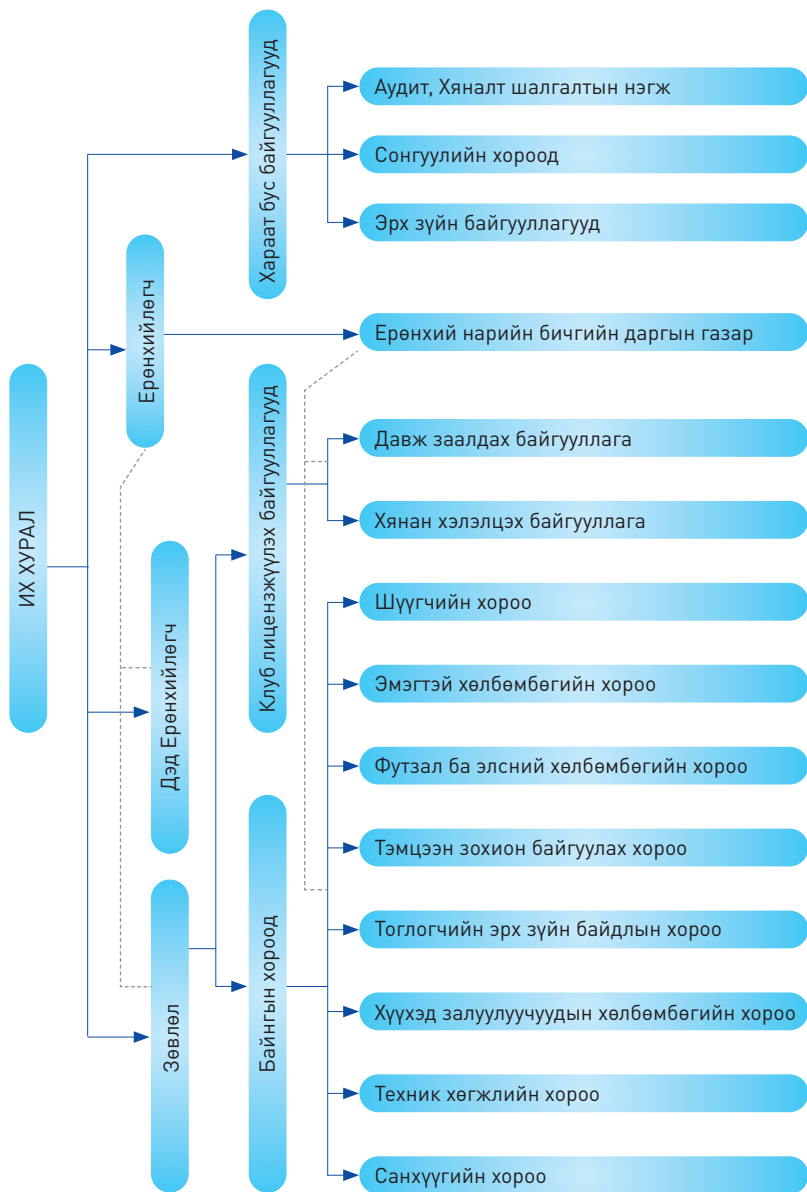 ИХ ХУРАЛ
Ерөнхийлөгч
Дэд Ерөнхийлөгч
Зөвлөл
Хараат бус байгууллагууд
Клуб лицензжүүлэх байгууллагууд
Байнгын хороод
Аудит, Хяналт шалгалтын нэгж
Сонгуулийн хороод
Эрх зүйн байгууллагууд
Ерөнхий нарийн бичгийн даргын газар
Давж заалдах байгууллага
Хянан хэлэлцэх байгууллага
Шүүгчийн хороо
Эмэгтэй хөлбөмбөгийн хороо
Футзал ба элсний хөлбөмбөгийн хороо
Тэмцээн зохион байгуулах хороо
Тоглогчийн эрх зүйн байдлын хороо
Хүүхэд залуулуучуудын хөлбөмбөгийн хороо
Техник хөгжлийн хороо
Санхүүгийн хороо